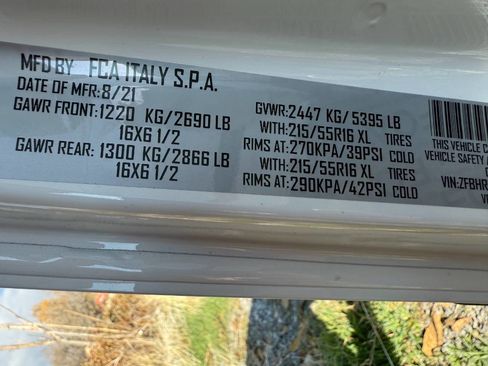 MFD BY FCA ITALY S.P.A.
DATE OF MFR: 8/21
GAWR FRONT: 1220 KG/2690 LB
16X6 1/2
GAWR REAR: 1300 KG/2866 LB
16X6 1/2
GVWR: 2447 KG/5395 LB
WITH: 215/55R16 XL TIRES
RIMS AT: 270KPA/39PSI COLD
WITH: 215/55R16 XL TIRES
RIMS AT: 290KPA/42PSI COLD
THIS VEHICLE
VEHICLE SAFETY
VIN:ZFBHR